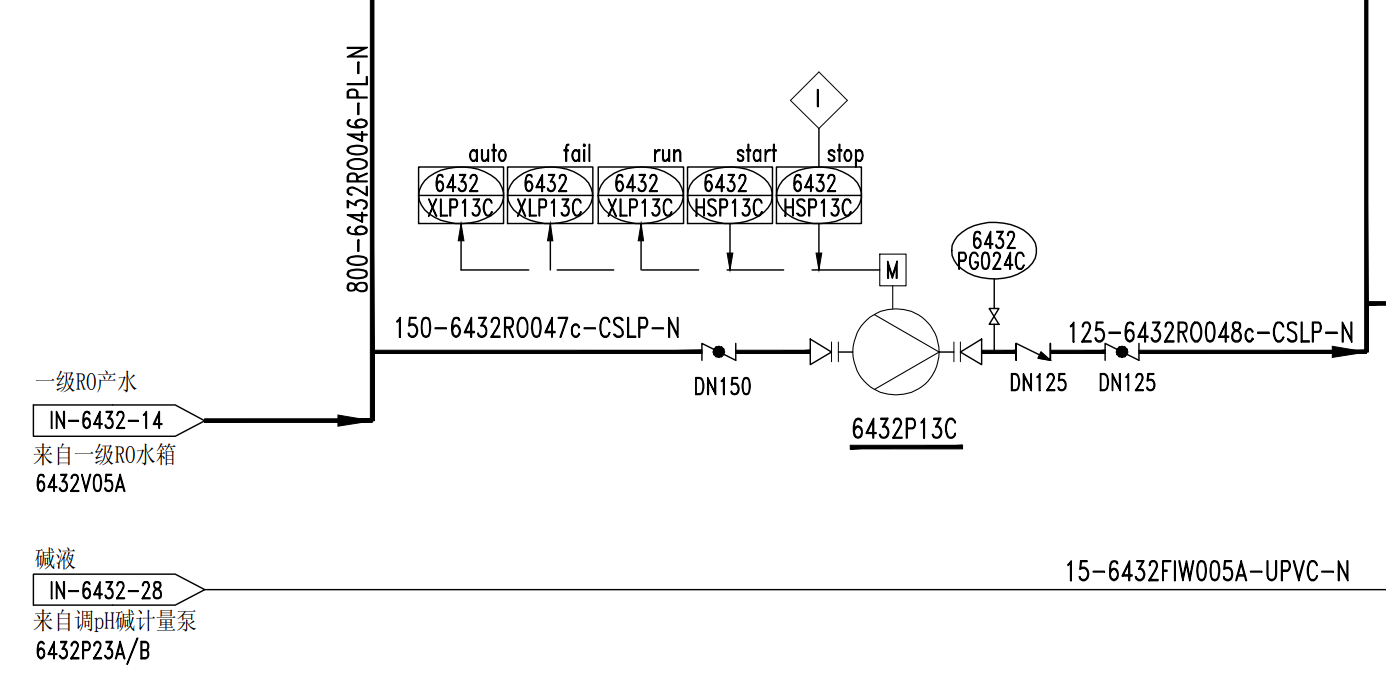 800-6432RO046-PL-N
I
auto
fail
run
start
stop
6432
XLP13C
6432
XLP13C
6432
XLP13C
6432
HSP13C
6432
HSP13C
M
6432
PG024C
150-6432RO047c-CSLP-N
DN150
6432P13C
DN125
DN125
125-6432RO048c-CSLP-N
一级RO产水
IN-6432-14
来自一级RO水箱
6432V05A
碱液
IN-6432-28
来自调pH碱计量泵
6432P23A/B
15-6432FIW005A-UPVC-N